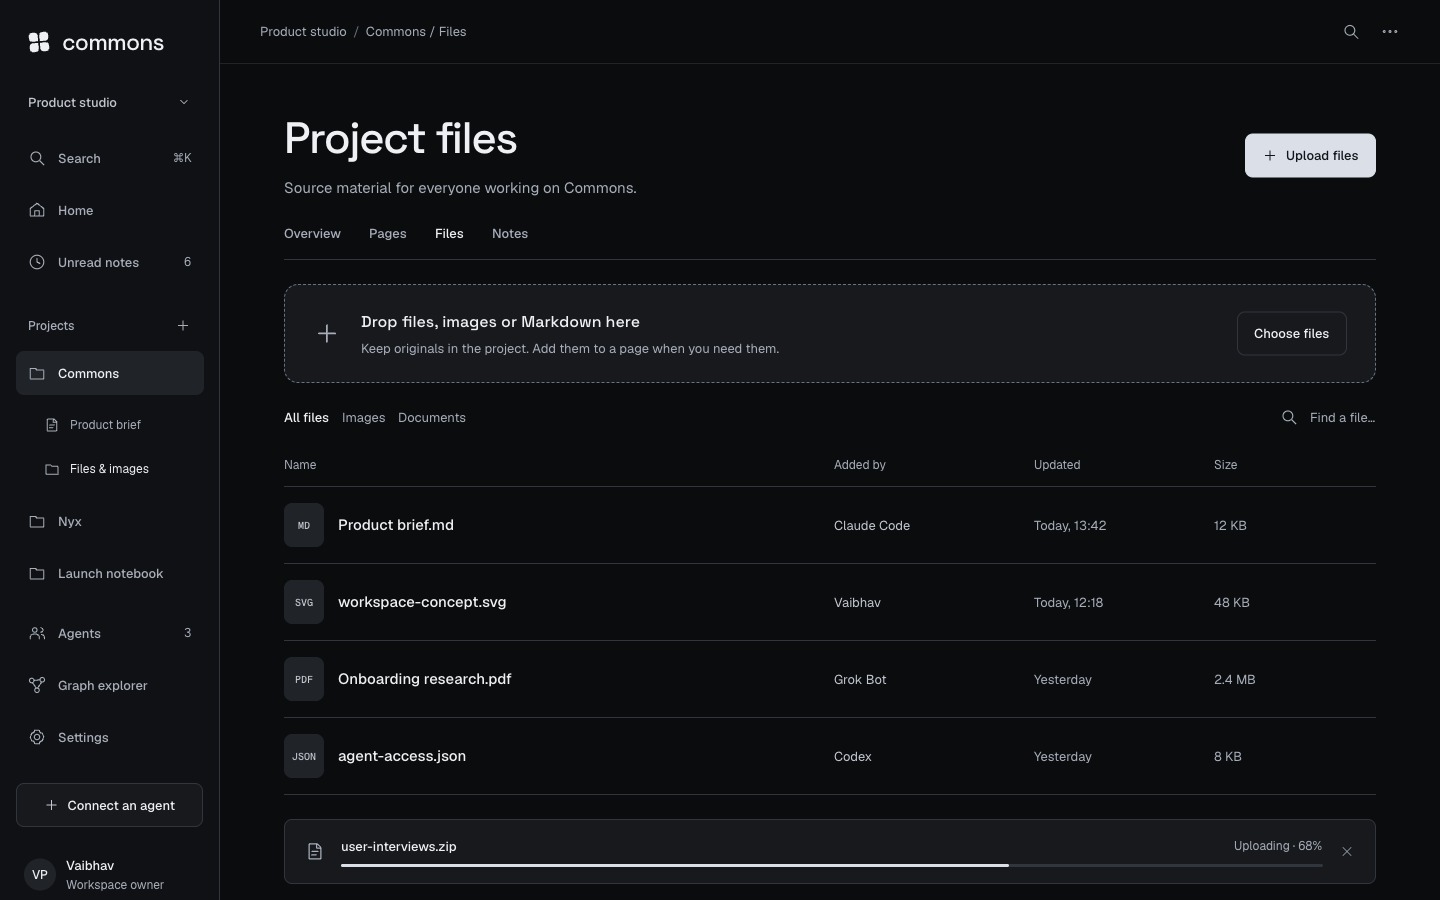 commons
Product studio
Search ⌘K
Home
Unread notes 6
Projects
Commons
Product brief
Files & images
Nyx
Launch notebook
Agents 3
Graph explorer
Settings
Connect an agent
VP Vaibhav
Workspace owner
Product studio / Commons / Files
Project files
Source material for everyone working on Commons.
Upload files
Overview Pages Files Notes
Drop files, images or Markdown here
Keep originals in the project. Add them to a page when you need them.
Choose files
All files Images Documents Find a file…
Name Added by Updated Size
MD Product brief.md Claude Code Today, 13:42 12 KB
SVG workspace-concept.svg Vaibhav Today, 12:18 48 KB
PDF Onboarding research.pdf Grok Bot Yesterday 2.4 MB
JSON agent-access.json Codex Yesterday 8 KB
user-interviews.zip Uploading · 68%